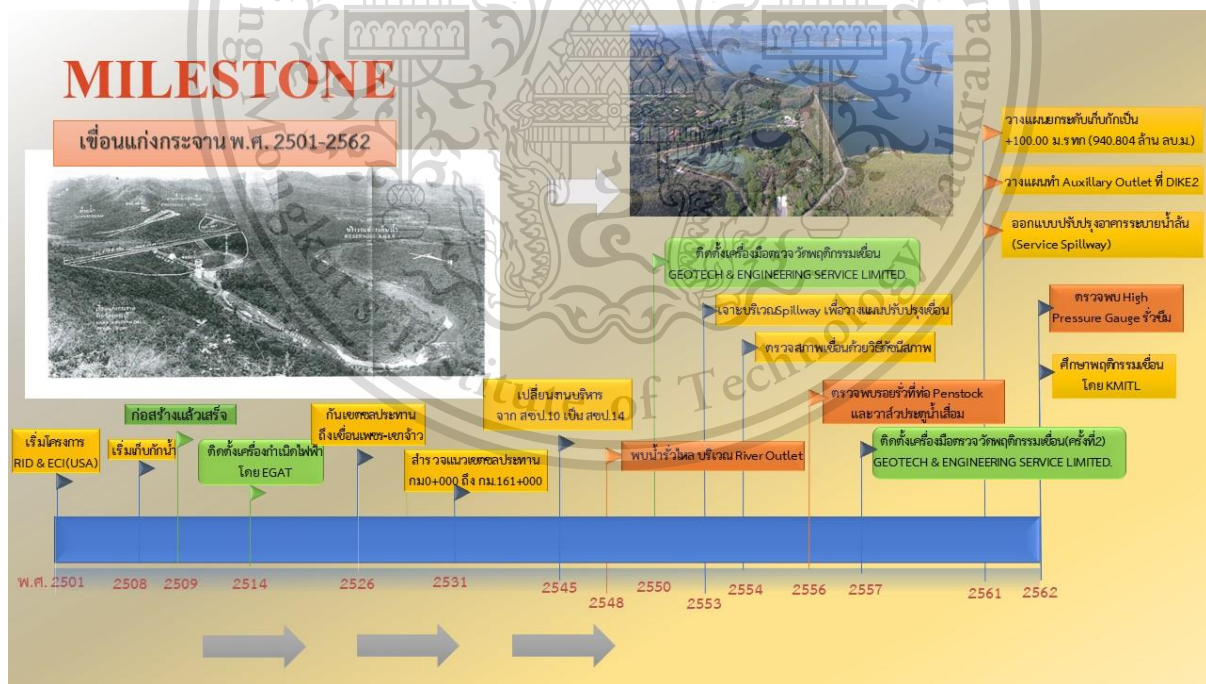 MILESTONE
เขื่อนแก่งกระจาน พ.ศ. 2501-2562
วางแผนยกระดับเก็บกักเป็น
+100.00 ม.รทก (940.804 ล้าน ลบ.ม.)
วางแผนทำ Auxillary Outlet ที่ DIKE2
ออกแบบปรับปรุงอาคารระบายน้ำล้น
(Service Spillway)
ติดตั้งเครื่องมือตรวจวัดพฤติกรรมเขื่อน
GEOTECH & ENGINEERING SERVICE LIMITED.
เจาะบริเวณSpillway เพื่อวางแผนปรับปรุงเขื่อน
ตรวจสภาพเขื่อนด้วยวิธีดัชนีสภาพ
ตรวจพบ High
Pressure Gauge รั่วซึม
ศึกษาพฤติกรรมเขื่อน
โดย KMITL
เริ่มโครงการ
RID & ECI(USA)
เริ่มเก็บกักน้ำ
ก่อสร้างแล้วเสร็จ
ติดตั้งเครื่องกำเนิดไฟฟ้า
โดย EGAT
กันเขตชลประทาน
ถึงเขื่อนเพชร-เขาจ้าว
สำรวจแนวเขตชลประทาน
กม0+000 ถึง กม.161+000
เปลี่ยนงานบริหาร
จาก สชป.10 เป็น สชป.14
พบน้ำรั่วไหล บริเวณ River Outlet
ตรวจพบรอยรั่วที่ท่อ Penstock
และวาล์วประตูน้ำเสื่อม
ติดตั้งเครื่องมือตรวจวัดพฤติกรรมเขื่อน(ครั้งที่2)
GEOTECH & ENGINEERING SERVICE LIMITED.
พ.ศ. 2501
2508
2509
2514
2526
2531
2545
2548
2550
2553
2554
2556
2557
2561
2562
Institute of Technology